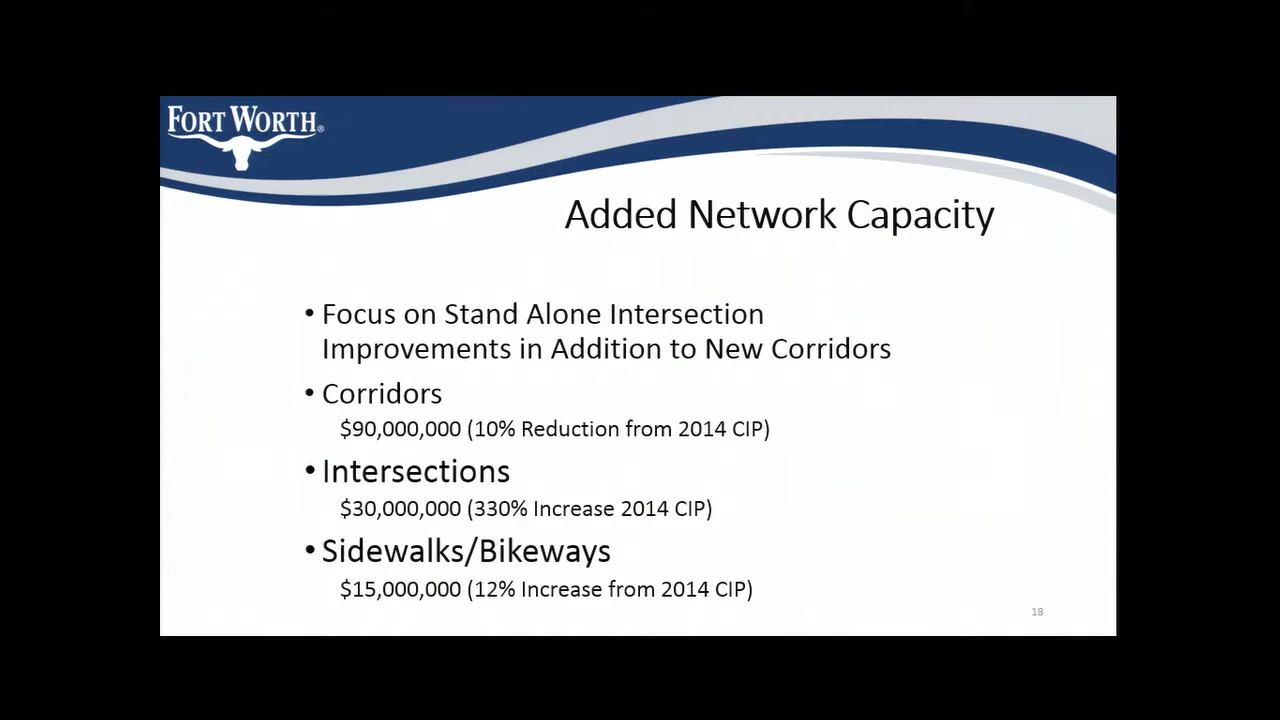 FORT WORTH®
Added Network Capacity
• Focus on Stand Alone Intersection
Improvements in Addition to New Corridors
• Corridors
$90,000,000 (10% Reduction from 2014 CIP)
• Intersections
$30,000,000 (330% Increase 2014 CIP)
• Sidewalks/Bikeways
$15,000,000 (12% Increase from 2014 CIP)
18